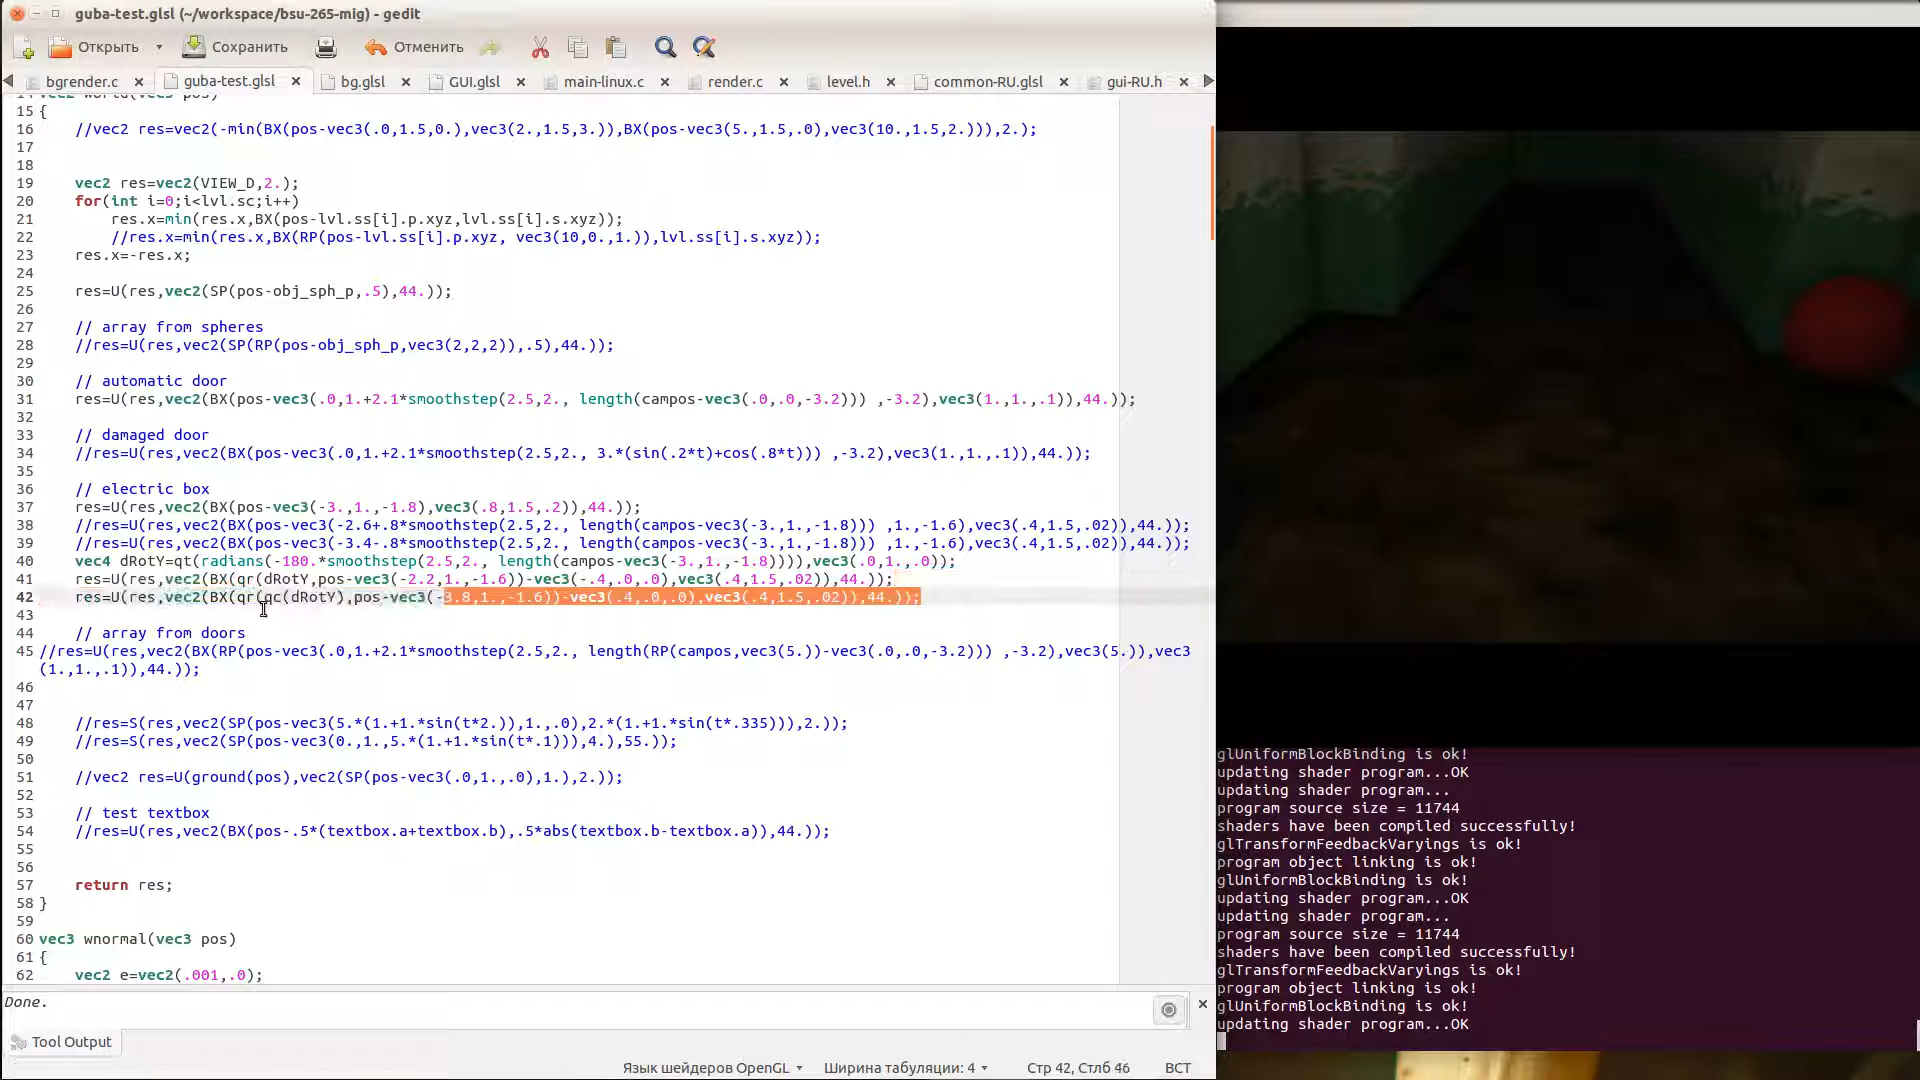 guba-test.glsl (~/workspace/bsu-265-mig) - gedit
Открыть Сохранить Отменить
bgrender.c guba-test.glsl bg.glsl GUI.glsl main-linux.c render.c level.h common-RU.glsl gui-RU.h
15 {
16 //vec2 res=vec2(-min(BX(pos-vec3(.0,1.5,0.),vec3(2.,1.5,3.)),BX(pos-vec3(5.,1.5,.0),vec3(10.,1.5,2.))),2.);
17
18
19 vec2 res=vec2(VIEW_D,2.);
20 for(int i=0;i<lvl.sc;i++)
21 res.x=min(res.x,BX(pos-lvl.ss[i].p.xyz,lvl.ss[i].s.xyz));
22 //res.x=min(res.x,BX(RP(pos-lvl.ss[i].p.xyz, vec3(10,0.,1.)),lvl.ss[i].s.xyz));
23 res.x=-res.x;
24
25 res=U(res,vec2(SP(pos-obj_sph_p,.5),44.));
26
27 // array from spheres
28 //res=U(res,vec2(SP(RP(pos-obj_sph_p,vec3(2,2,2)),.5),44.));
29
30 // automatic door
31 res=U(res,vec2(BX(pos-vec3(.0,1.+2.1*smoothstep(2.5,2., length(campos-vec3(.0,.0,-3.2))) ,-3.2),vec3(1.,1.,.1)),44.));
32
33 // damaged door
34 //res=U(res,vec2(BX(pos-vec3(.0,1.+2.1*smoothstep(2.5,2., 3.*(sin(.2*t)+cos(.8*t))) ,-3.2),vec3(1.,1.,.1)),44.));
35
36 // electric box
37 res=U(res,vec2(BX(pos-vec3(-3.,1.,-1.8),vec3(.8,1.5,.2)),44.));
38 //res=U(res,vec2(BX(pos-vec3(-2.6+.8*smoothstep(2.5,2., length(campos-vec3(-3.,1.,-1.8))) ,1.,-1.6),vec3(.4,1.5,.02)),44.));
39 //res=U(res,vec2(BX(pos-vec3(-3.4-.8*smoothstep(2.5,2., length(campos-vec3(-3.,1.,-1.8))) ,1.,-1.6),vec3(.4,1.5,.02)),44.));
40 vec4 dRotY=qt(radians(-180.*smoothstep(2.5,2., length(campos-vec3(-3.,1.,-1.8)))),vec3(.0,1.,.0));
41 res=U(res,vec2(BX(qr(dRotY,pos-vec3(-2.2,1.,-1.6))-vec3(-.4,.0,.0),vec3(.4,1.5,.02)),44.));
42 res=U(res,vec2(BX(qr(qc(dRotY),pos-vec3(-3.8,1.,-1.6))-vec3(.4,.0,.0),vec3(.4,1.5,.02)),44.));
43
44 // array from doors
45 //res=U(res,vec2(BX(RP(pos-vec3(.0,1.+2.1*smoothstep(2.5,2., length(RP(campos,vec3(5.))-vec3(.0,.0,-3.2))) ,-3.2),vec3(5.)),vec3
(1.,1.,.1)),44.));
46
47
48 //res=S(res,vec2(SP(pos-vec3(5.*(1.+1.*sin(t*2.)),1.,.0),2.*(1.+1.*sin(t*.335))),2.));
49 //res=S(res,vec2(SP(pos-vec3(0.,1.,5.*(1.+1.*sin(t*.1))),4.),55.));
50
51 //vec2 res=U(ground(pos),vec2(SP(pos-vec3(.0,1.,.0),1.),2.));
52
53 // test textbox
54 //res=U(res,vec2(BX(pos-.5*(textbox.a+textbox.b),.5*abs(textbox.b-textbox.a)),44.));
55
56
57 return res;
58 }
59
60 vec3 wnormal(vec3 pos)
61 {
62 vec2 e=vec2(.001,.0);
Done.
Tool Output
Язык шейдеров OpenGL Ширина табуляции: 4 Стр 42, Стлб 46 ВСТ
glUniformBlockBinding is ok!
updating shader program...OK
updating shader program...
program source size = 11744
shaders have been compiled successfully!
glTransformFeedbackVaryings is ok!
program object linking is ok!
glUniformBlockBinding is ok!
updating shader program...OK
updating shader program...
program source size = 11744
shaders have been compiled successfully!
glTransformFeedbackVaryings is ok!
program object linking is ok!
glUniformBlockBinding is ok!
updating shader program...OK